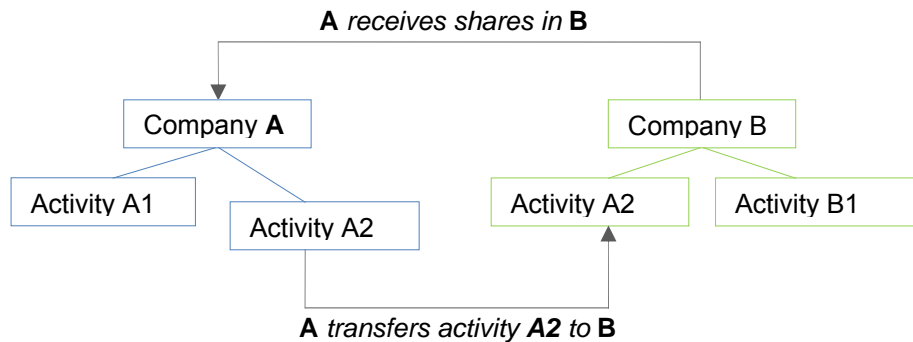 A receives shares in B
Company A
Company B
Activity A1
Activity A2
Activity A2
Activity B1
A transfers activity A2 to B